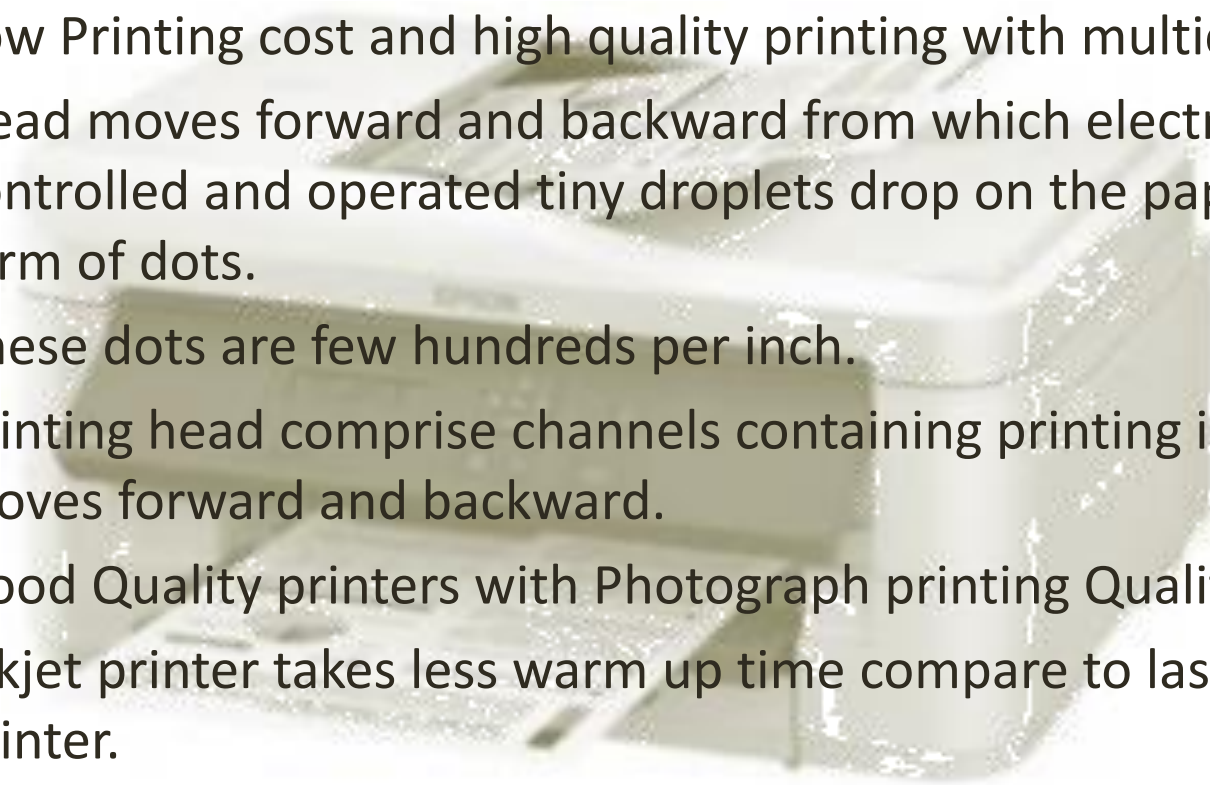 ow Printing cost and high quality printing with multic
ead moves forward and backward from which electr
ontrolled and operated tiny droplets drop on the pap
rm of dots.
hese dots are few hundreds per inch.
inting head comprise channels containing printing i
oves forward and backward.
ood Quality printers with Photograph printing Qualit
kjet printer takes less warm up time compare to las
inter.
EPSON